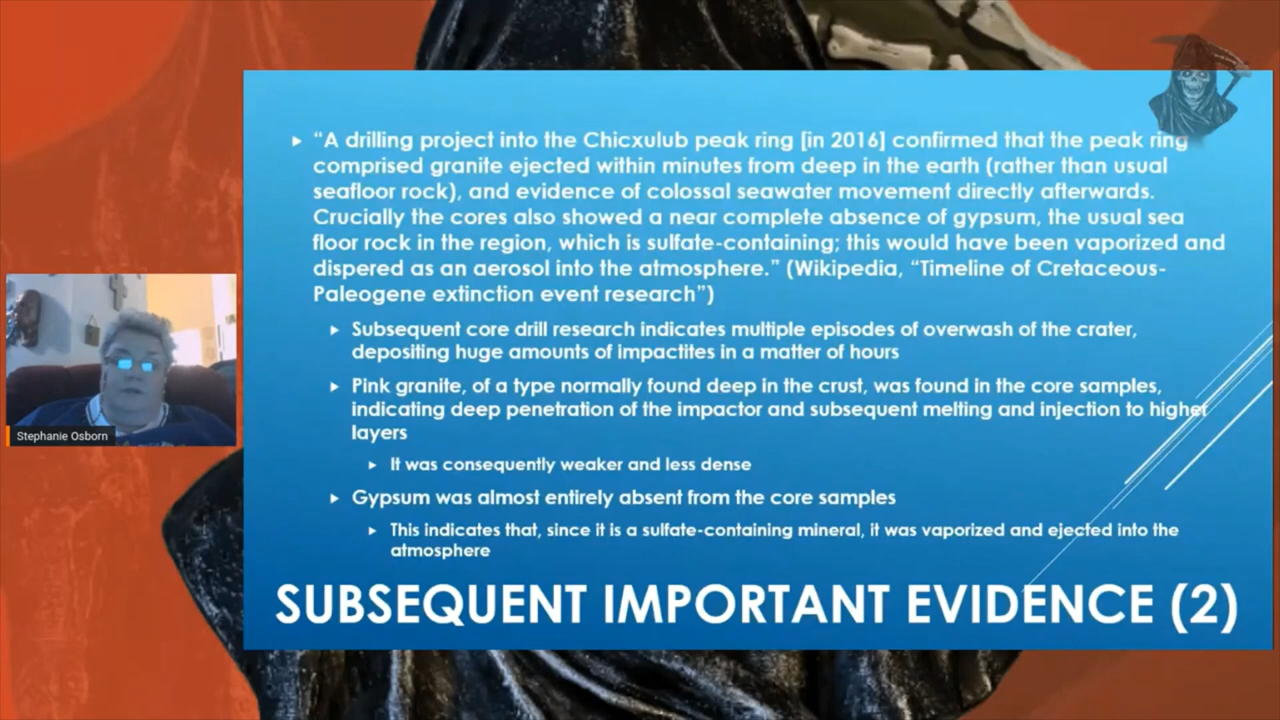 “A drilling project into the Chicxulub peak ring [in 2016] confirmed that the peak ring
comprised granite ejected within minutes from deep in the earth (rather than usual
seafloor rock), and evidence of colossal seawater movement directly afterwards.
Crucially the cores also showed a near complete absence of gypsum, the usual sea
floor rock in the region, which is sulfate-containing; this would have been vaporized and
dispered as an aerosol into the atmosphere.” (Wikipedia, “Timeline of Cretaceous-
Paleogene extinction event research”)
Subsequent core drill research indicates multiple episodes of overwash of the crater,
depositing huge amounts of impactites in a matter of hours
Pink granite, of a type normally found deep in the crust, was found in the core samples,
indicating deep penetration of the impactor and subsequent melting and injection to higher
layers
It was consequently weaker and less dense
Gypsum was almost entirely absent from the core samples
This indicates that, since it is a sulfate-containing mineral, it was vaporized and ejected into the
atmosphere
SUBSEQUENT IMPORTANT EVIDENCE (2)
Stephanie Osborn